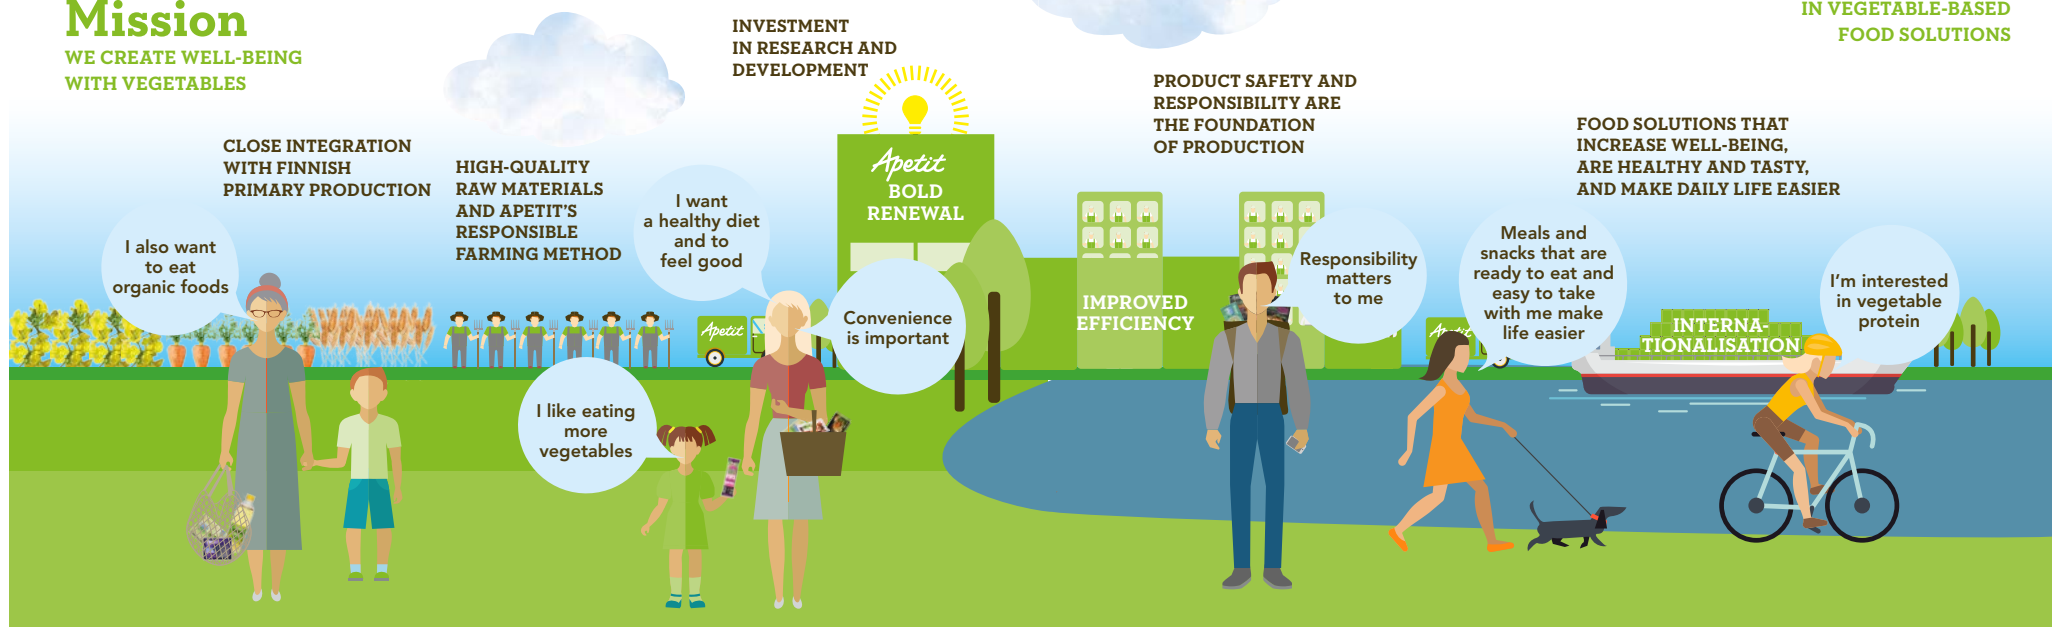 Mission
WE CREATE WELL-BEING
WITH VEGETABLES
IN VEGETABLE-BASED
FOOD SOLUTIONS
INVESTMENT
IN RESEARCH AND
DEVELOPMENT
PRODUCT SAFETY AND
RESPONSIBILITY ARE
THE FOUNDATION
OF PRODUCTION
FOOD SOLUTIONS THAT
INCREASE WELL-BEING,
ARE HEALTHY AND TASTY,
AND MAKE DAILY LIFE EASIER
CLOSE INTEGRATION
WITH FINNISH
PRIMARY PRODUCTION
HIGH-QUALITY
RAW MATERIALS
AND APETIT'S
RESPONSIBLE
FARMING METHOD
Apetit
BOLD
RENEWAL
I also want
to eat
organic foods
I want
a healthy diet
and to
feel good
Convenience
is important
I like eating
more
vegetables
Apetit
IMPROVED
EFFICIENCY
Responsibility
matters
to me
Meals and
snacks that are
ready to eat and
easy to take
with me make
life easier
Apetit
INTERNA-
TIONALISATION
I'm interested
in vegetable
protein